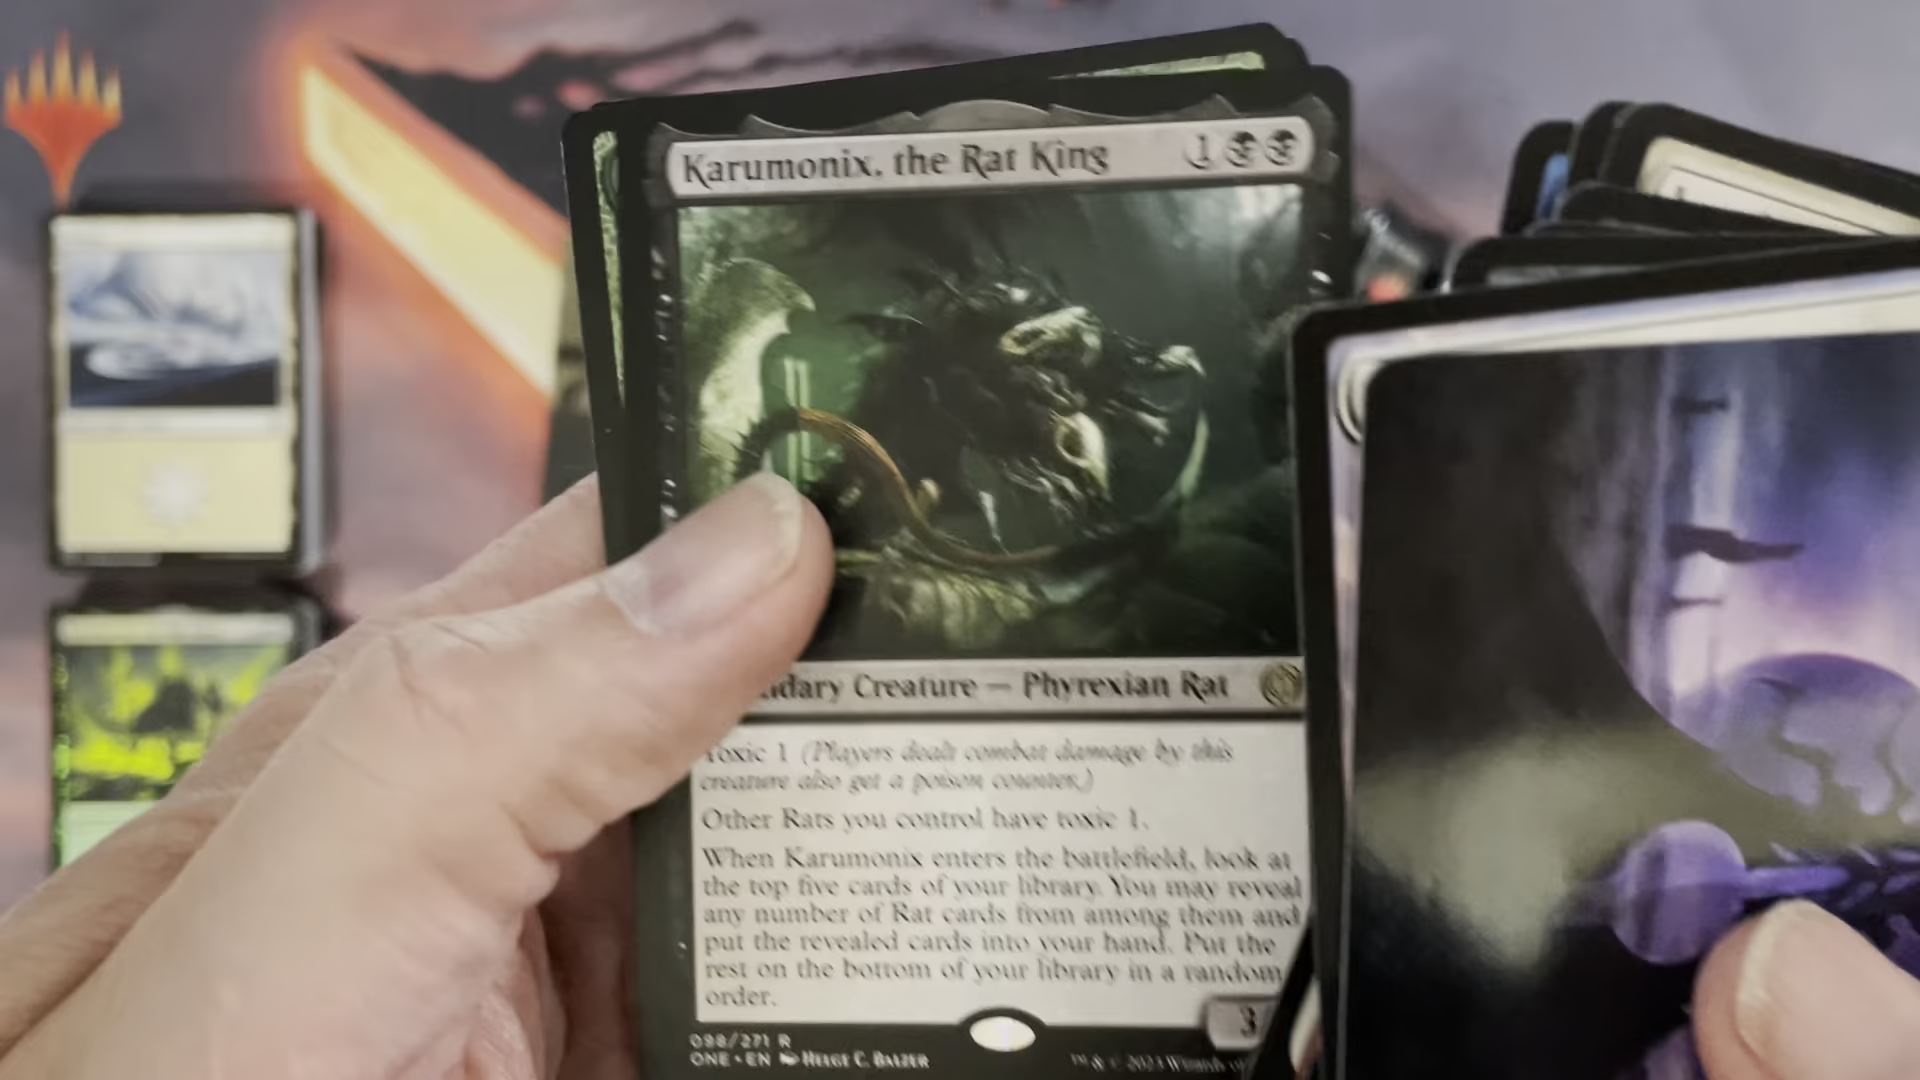 Karumonix, the Rat King 1
Creature — Phyrexian Rat
Toxic 1 (Players dealt combat damage by this
creature also get a poison counter.)
Other Rats you control have toxic 1.
When Karumonix enters the battlefield, look at
the top five cards of your library. You may reveal
any number of Rat cards from among them and
put the revealed cards into your hand. Put the
rest on the bottom of your library in a random
order.
3
098/271 R
ONE • EN Helge C. Balzer
™ & © 2023 Wizards